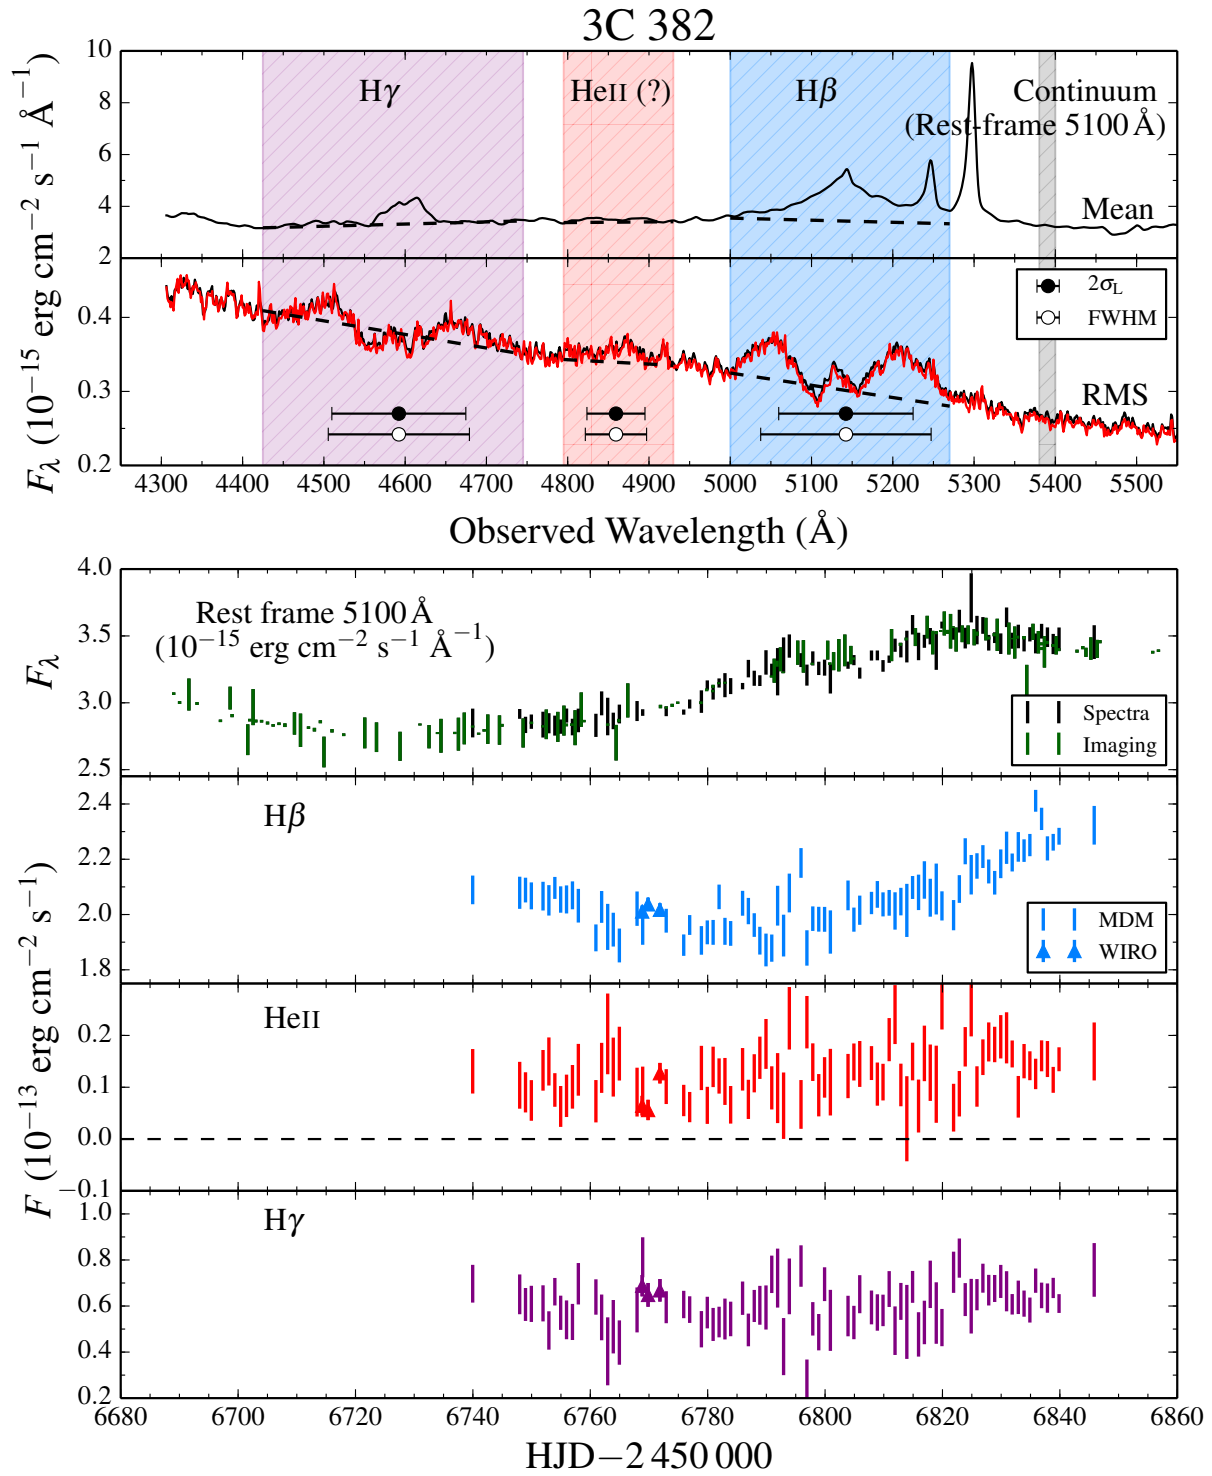 3C 382
F_λ (10⁻¹⁵ erg cm⁻² s⁻¹ Å⁻¹)
10
8
6
4
2
Hγ
HeII (?)
Hβ
Continuum
(Rest-frame 5100 Å)
Mean
0.4
0.3
0.2
2σ_L
FWHM
RMS
4300 4400 4500 4600 4700 4800 4900 5000 5100 5200 5300 5400 5500
Observed Wavelength (Å)
F_λ
4.0
3.5
3.0
2.5
Rest frame 5100 Å
(10⁻¹⁵ erg cm⁻² s⁻¹ Å⁻¹)
Spectra
Imaging
F (10⁻¹³ erg cm⁻² s⁻¹)
2.4
2.2
2.0
1.8
Hβ
MDM
WIRO
0.2
0.1
0.0
−0.1
HeII
1.0
0.8
0.6
0.4
0.2
Hγ
6680 6700 6720 6740 6760 6780 6800 6820 6840 6860
HJD−2 450 000